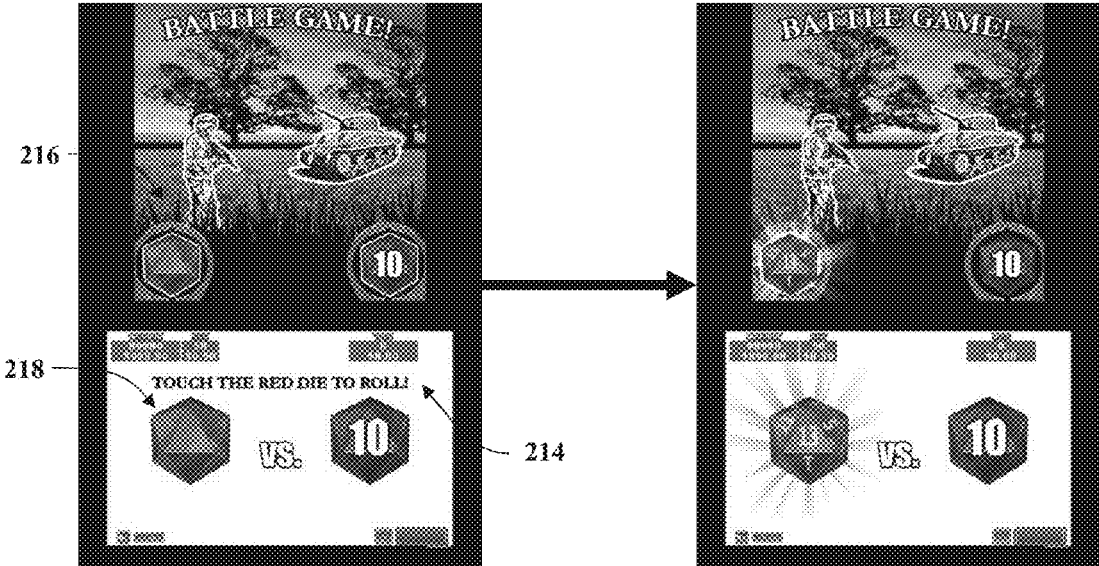 BATTLE GAME!
BATTLE GAME!
216
10
10
218
TOUCH THE RED DIE TO ROLL!
10
VS.
214
10
VS.